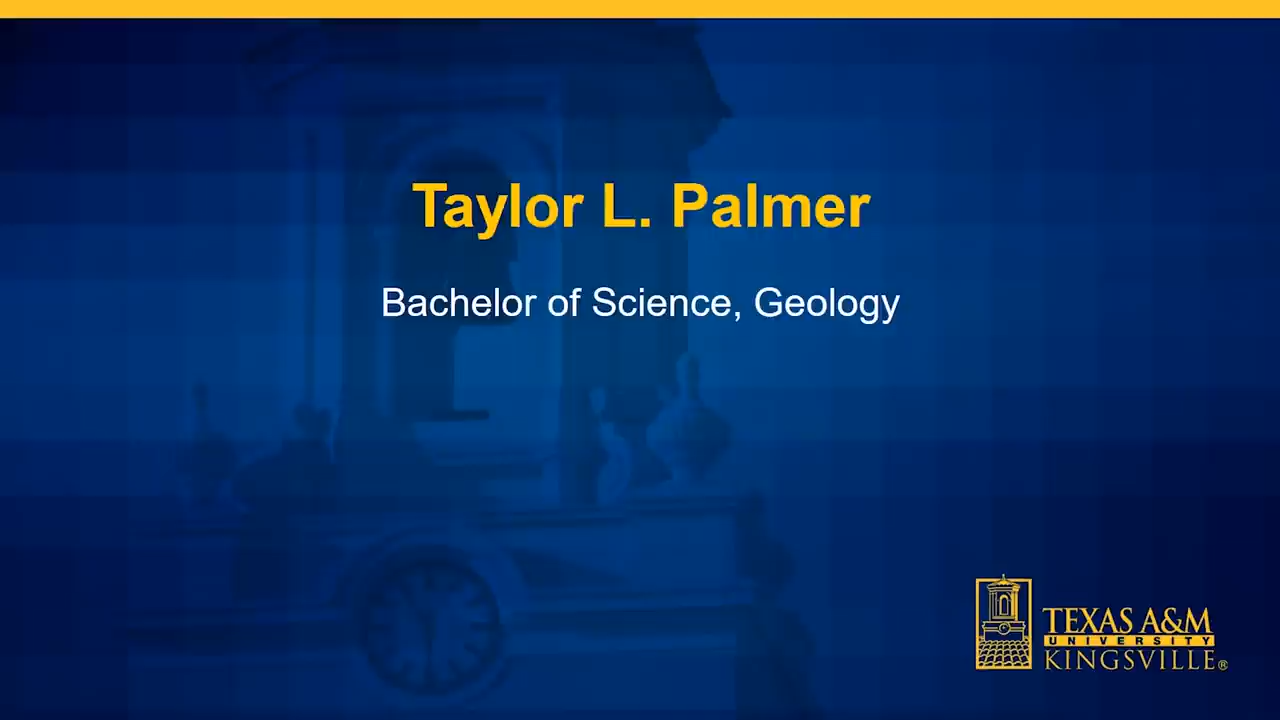 Taylor L. Palmer
Bachelor of Science, Geology
TEXAS A&M
UNIVERSITY
KINGSVILLE®